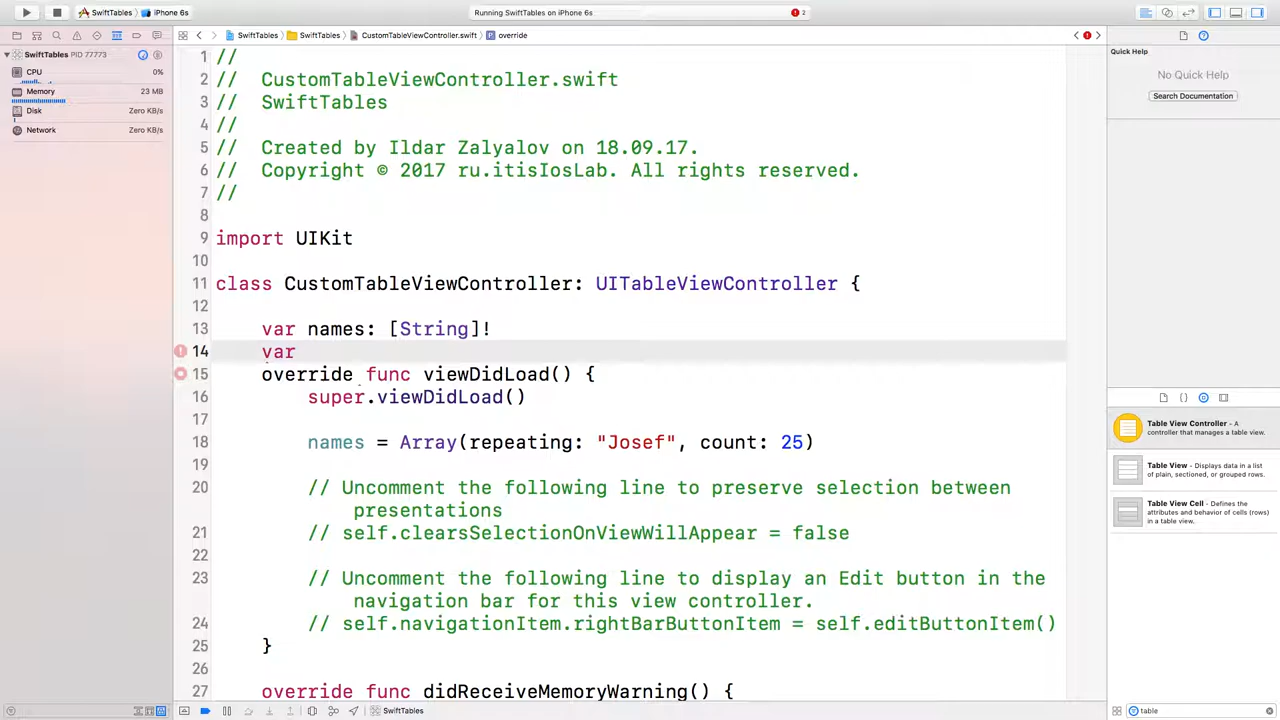 SwiftTables
iPhone 6s
Running SwiftTables on iPhone 6s
2
SwiftTables
SwiftTables
CustomTableViewController.swift
override
SwiftTables PID 77773
CPU 0%
Memory 23 MB
Disk Zero KB/s
Network Zero KB/s
1 //
2 // CustomTableViewController.swift
3 // SwiftTables
4 //
5 // Created by Ildar Zalyalov on 18.09.17.
6 // Copyright © 2017 ru.itisIosLab. All rights reserved.
7 //
8
9 import UIKit
10
11 class CustomTableViewController: UITableViewController {
12
13 var names: [String]!
14 var
15 override func viewDidLoad() {
16 super.viewDidLoad()
17
18 names = Array(repeating: "Josef", count: 25)
19
20 // Uncomment the following line to preserve selection between
presentations
21 // self.clearsSelectionOnViewWillAppear = false
22
23 // Uncomment the following line to display an Edit button in the
navigation bar for this view controller.
24 // self.navigationItem.rightBarButtonItem = self.editButtonItem()
25 }
26
27 override func didReceiveMemoryWarning() {
SwiftTables
Quick Help
No Quick Help
Search Documentation
Table View Controller - A
controller that manages a table view.
Table View - Displays data in a list
of plain, sectioned, or grouped rows.
Table View Cell - Defines the
attributes and behavior of cells (rows)
in a table view.
table